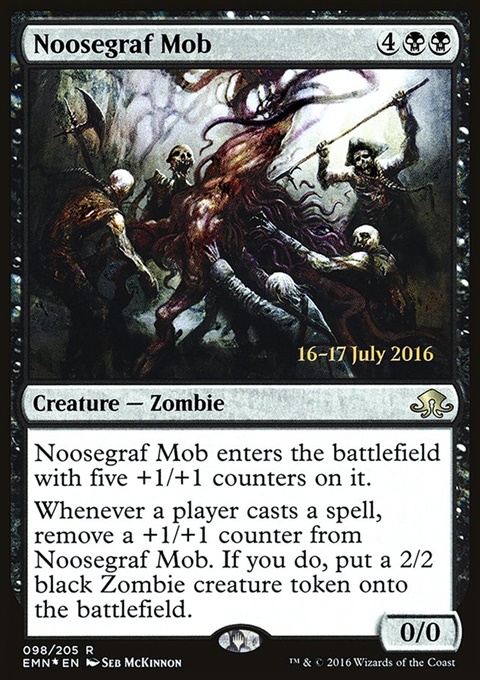 Noosegraf Mob 4
16–17 July 2016
Creature — Zombie
Noosegraf Mob enters the battlefield
with five +1/+1 counters on it.
Whenever a player casts a spell,
remove a +1/+1 counter from
Noosegraf Mob. If you do, put a 2/2
black Zombie creature token onto
the battlefield.
0/0
098/205 R
EMN★EN Seb McKinnon
™ & © 2016 Wizards of the Coast